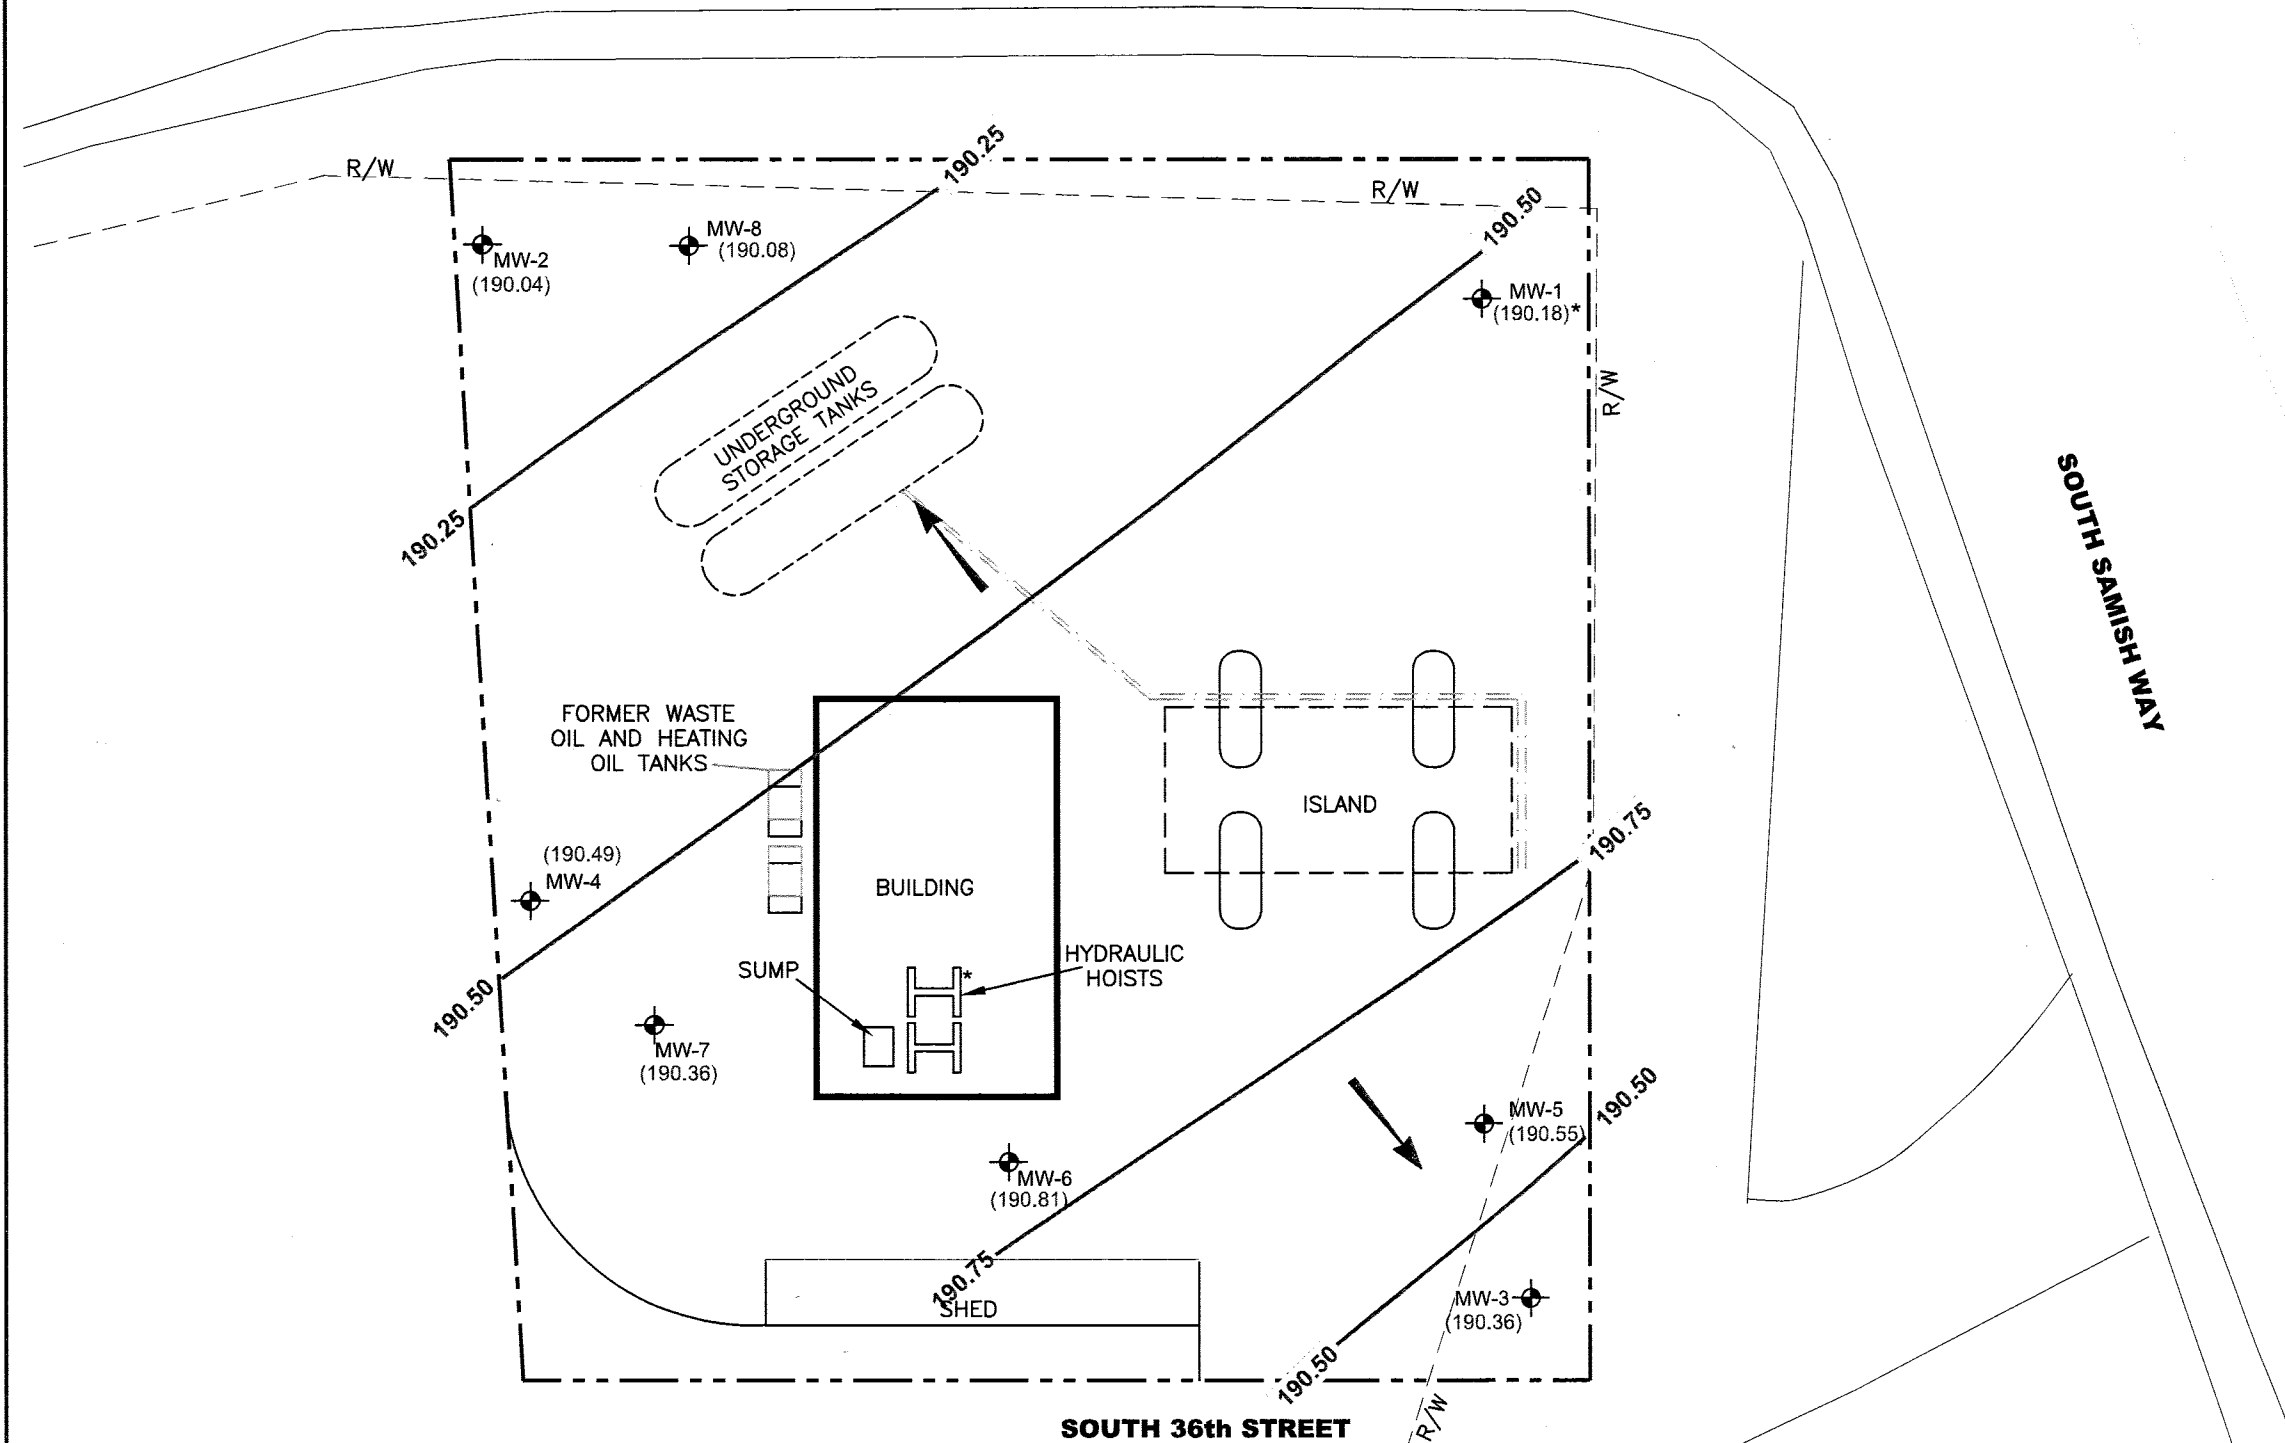 190.25
R/W
R/W
190.50
MW-8
(190.08)
MW-2
(190.04)
MW-1
(190.18)*
R/W
UNDERGROUND
STORAGE TANKS
190.25
SOUTH SAMISH WAY
FORMER WASTE
OIL AND HEATING
OIL TANKS
ISLAND
190.75
(190.49)
MW-4
BUILDING
HYDRAULIC
HOISTS
*
SUMP
190.50
MW-7
(190.36)
190.50
MW-5
(190.55)
MW-6
(190.81)
190.75
SHED
MW-3
(190.36)
190.50
R/W
SOUTH 36th STREET